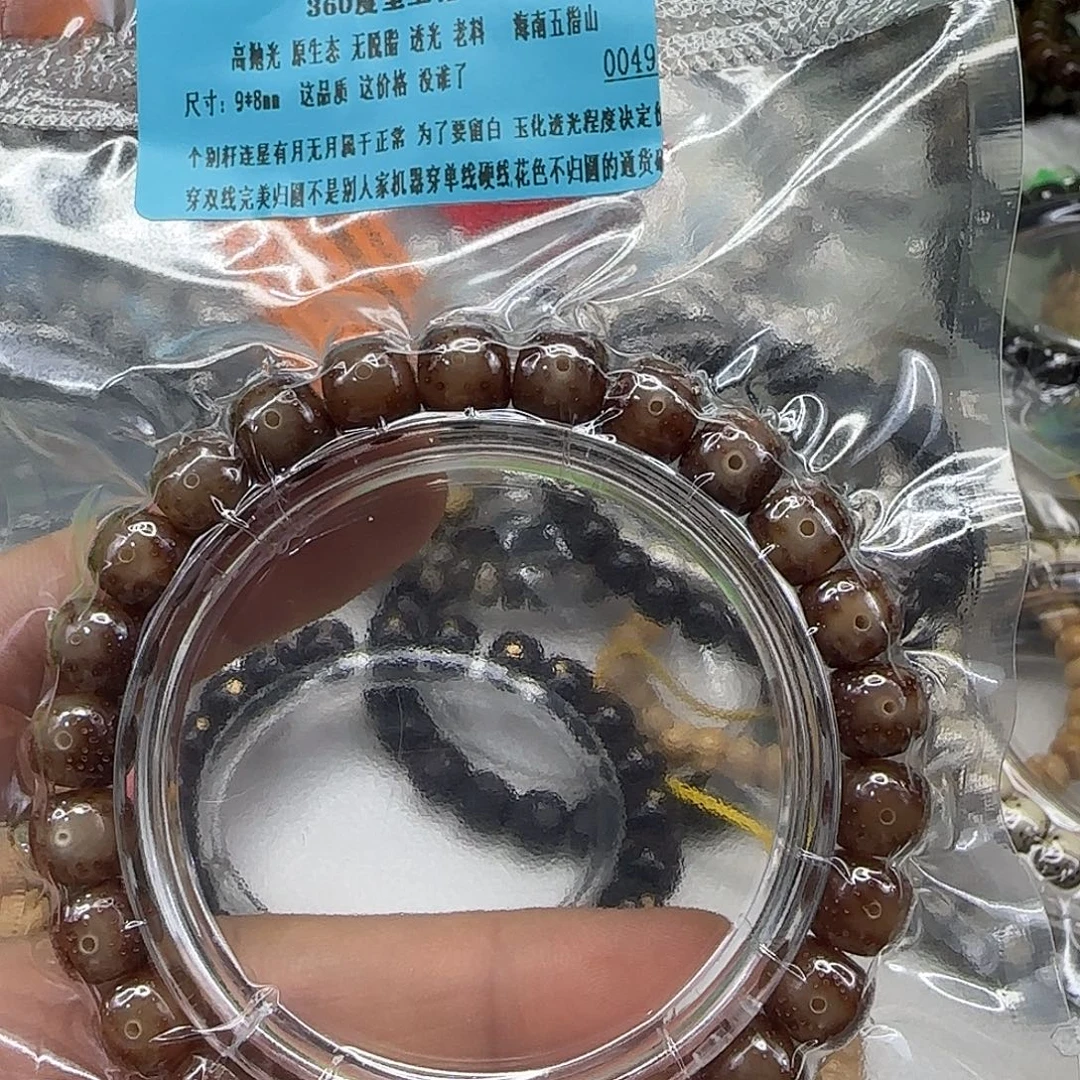 高抛光 原生态 无脱脂 透光 老料 海南五指山
0049
尺寸：9*8mm 这品质 这价格 没谁了
个别籽连星有月无月属于正常 为了要留白 玉化透光程度决定
穿双线完美归圆不是别人家机器穿单线硬线花色不归圆的通货